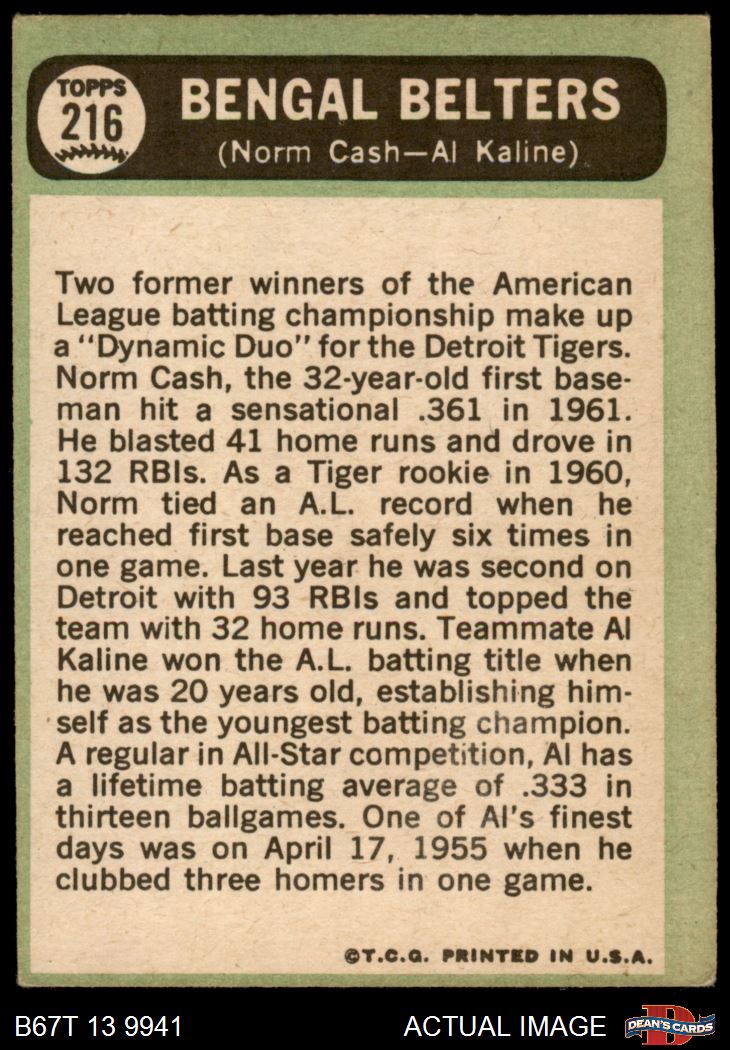 TOPPS
216
BENGAL BELTERS
(Norm Cash—Al Kaline)
Two former winners of the American
League batting championship make up
a "Dynamic Duo" for the Detroit Tigers.
Norm Cash, the 32-year-old first base-
man hit a sensational .361 in 1961.
He blasted 41 home runs and drove in
132 RBIs. As a Tiger rookie in 1960,
Norm tied an A.L. record when he
reached first base safely six times in
one game. Last year he was second on
Detroit with 93 RBIs and topped the
team with 32 home runs. Teammate Al
Kaline won the A.L. batting title when
he was 20 years old, establishing him-
self as the youngest batting champion.
A regular in All-Star competition, Al has
a lifetime batting average of .333 in
thirteen ballgames. One of Al's finest
days was on April 17, 1955 when he
clubbed three homers in one game.
©T.C.G. PRINTED IN U.S.A.
B67T 13 9941
ACTUAL IMAGE
D
DEAN'S CARDS